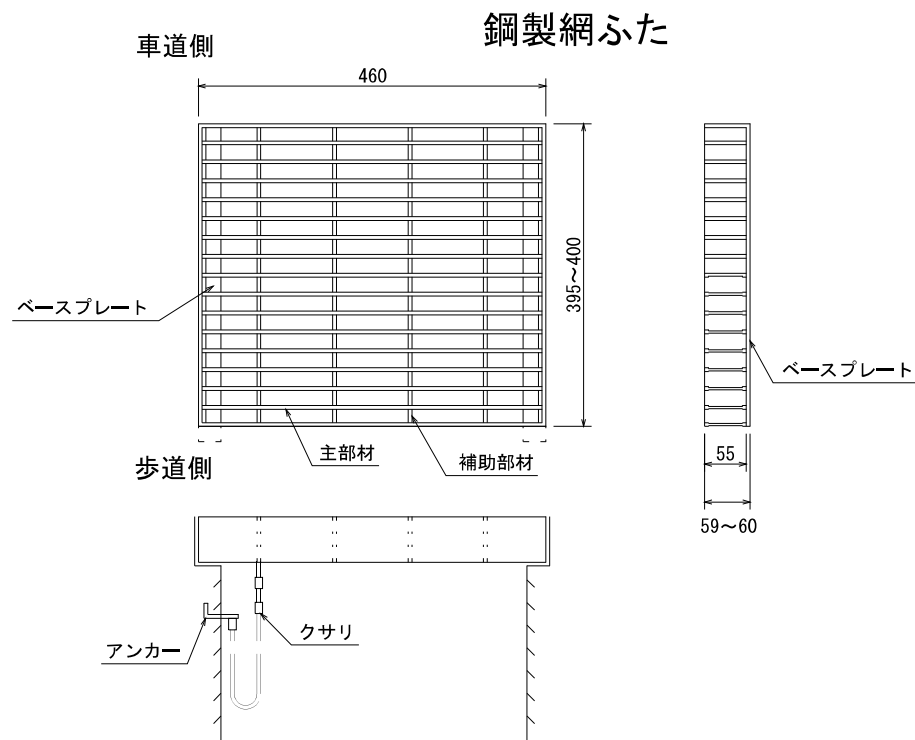 鋼製網ふた
車道側
460
395～400
ベースプレート
ベースプレート
主部材
補助部材
歩道側
55
59～60
クサリ
アンカー